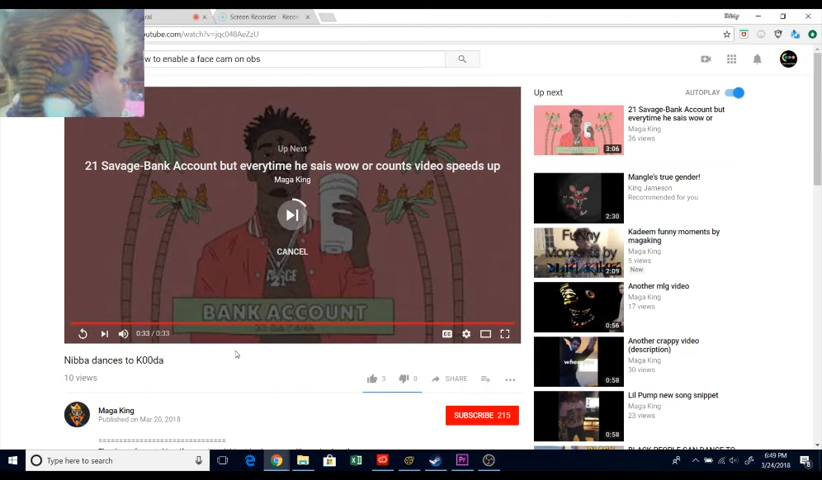 Screen Recorder - Recor
outube.com/watch?v=jqc048AeZzU
w to enable a face cam on obs
Up next
AUTOPLAY
Up Next
21 Savage-Bank Account but everytime he sais wow or counts video speeds up
Maga King
CANCEL
BANK ACCOUNT
0:33 / 0:33
21 Savage-Bank Account but
everytime he sais wow or
Maga King
36 views
3:06
Mangle's true gender!
King Jameson
Recommended for you
2:30
Kadeem funny moments by
magaking
Maga King
5 views
New
2:09
Another mlg video
Maga King
17 views
0:56
Another crappy video
(description)
Maga King
30 views
0:58
Lil Pump new song snippet
Maga King
23 views
0:58
Nibba dances to K00da
10 views
3
0
SHARE
Maga King
Published on Mar 20, 2018
SUBSCRIBE 215
==============================
BLACK PEOPLE CAN DANCE TO
Type here to search
6:49 PM
3/24/2018